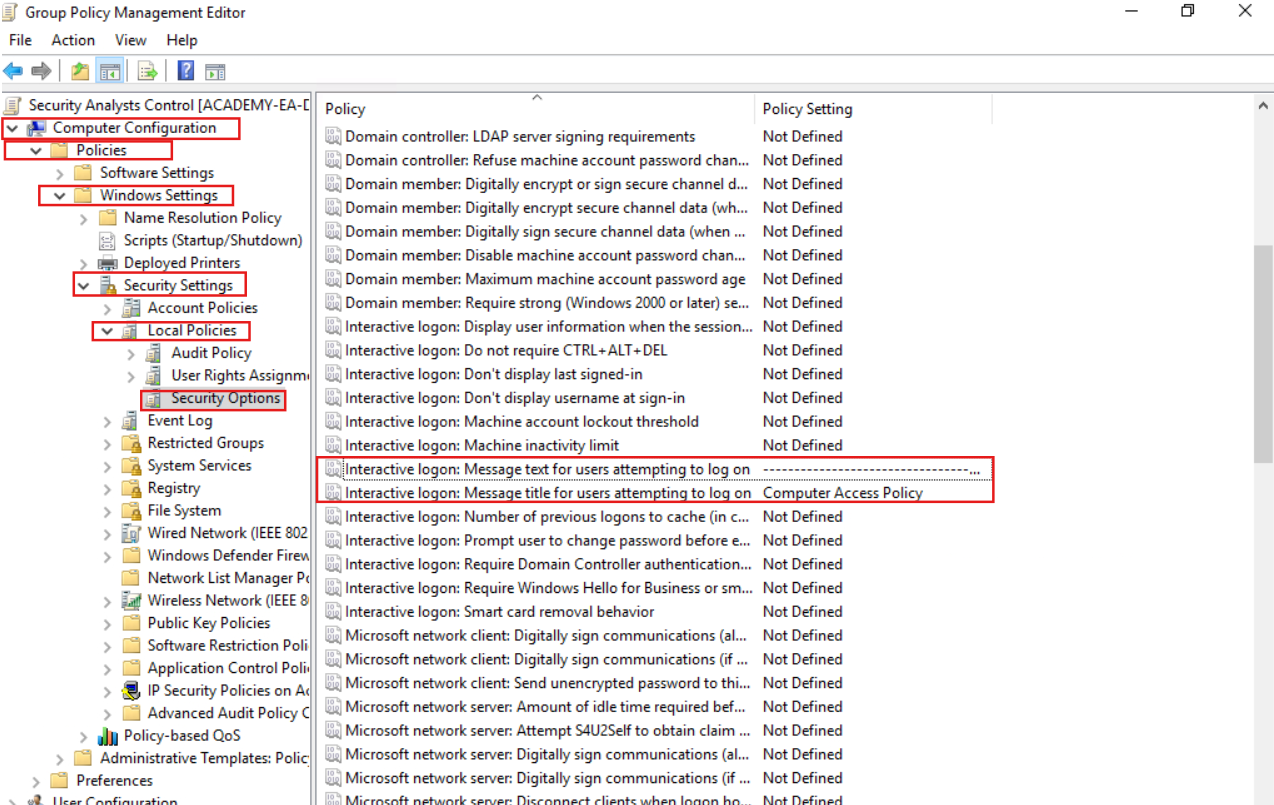 Group Policy Management Editor
File Action View Help
Security Analysts Control [ACADEMY-EA-D
Computer Configuration
Policies
Software Settings
Windows Settings
Name Resolution Policy
Scripts (Startup/Shutdown)
Deployed Printers
Security Settings
Account Policies
Local Policies
Audit Policy
User Rights Assignme
Security Options
Event Log
Restricted Groups
System Services
Registry
File System
Wired Network (IEEE 802
Windows Defender Firew
Network List Manager Po
Wireless Network (IEEE 80
Public Key Policies
Software Restriction Poli
Application Control Polic
IP Security Policies on Ac
Advanced Audit Policy C
Policy-based QoS
Administrative Templates: Polic
Preferences
User Configuration
Policy Policy Setting
Domain controller: LDAP server signing requirements Not Defined
Domain controller: Refuse machine account password chan... Not Defined
Domain member: Digitally encrypt or sign secure channel d... Not Defined
Domain member: Digitally encrypt secure channel data (wh... Not Defined
Domain member: Digitally sign secure channel data (when ... Not Defined
Domain member: Disable machine account password chan... Not Defined
Domain member: Maximum machine account password age Not Defined
Domain member: Require strong (Windows 2000 or later) se... Not Defined
Interactive logon: Display user information when the session... Not Defined
Interactive logon: Do not require CTRL+ALT+DEL Not Defined
Interactive logon: Don't display last signed-in Not Defined
Interactive logon: Don't display username at sign-in Not Defined
Interactive logon: Machine account lockout threshold Not Defined
Interactive logon: Machine inactivity limit Not Defined
Interactive logon: Message text for users attempting to log on ----------------------------------...
Interactive logon: Message title for users attempting to log on Computer Access Policy
Interactive logon: Number of previous logons to cache (in c... Not Defined
Interactive logon: Prompt user to change password before e... Not Defined
Interactive logon: Require Domain Controller authentication... Not Defined
Interactive logon: Require Windows Hello for Business or sm... Not Defined
Interactive logon: Smart card removal behavior Not Defined
Microsoft network client: Digitally sign communications (al... Not Defined
Microsoft network client: Digitally sign communications (if ... Not Defined
Microsoft network client: Send unencrypted password to thi... Not Defined
Microsoft network server: Amount of idle time required bef... Not Defined
Microsoft network server: Attempt S4U2Self to obtain claim ... Not Defined
Microsoft network server: Digitally sign communications (al... Not Defined
Microsoft network server: Digitally sign communications (if ... Not Defined
Microsoft network server: Disconnect clients when logon ho... Not Defined